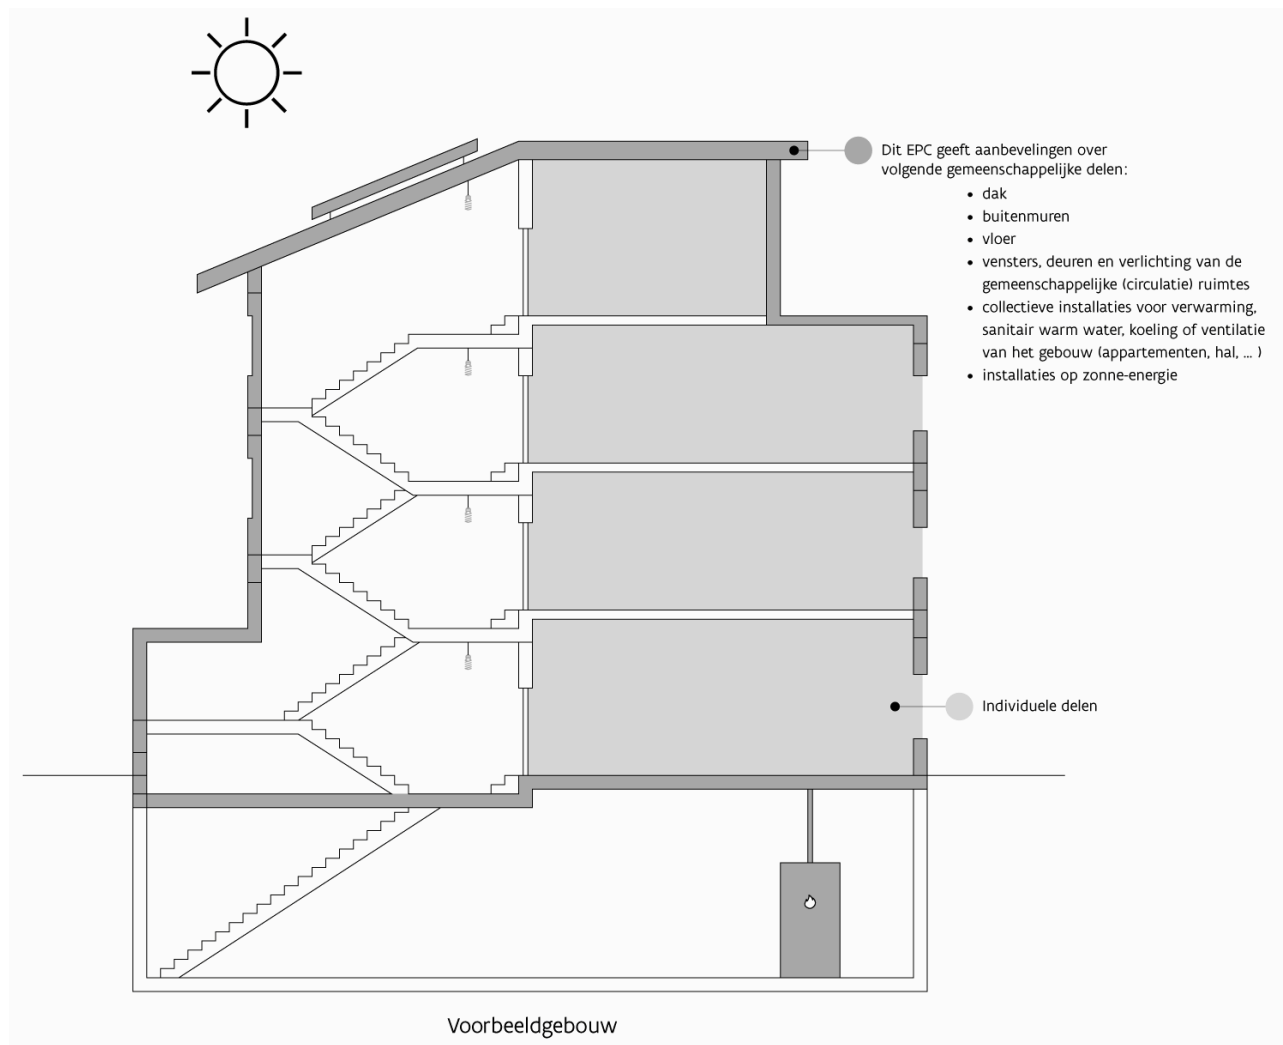 Dit EPC geeft aanbevelingen over
volgende gemeenschappelijke delen:
• dak
• buitenmuren
• vloer
• vensters, deuren en verlichting van de
gemeenschappelijke (circulatie) ruimtes
• collectieve installaties voor verwarming,
sanitair warm water, koeling of ventilatie
van het gebouw (appartementen, hal, ... )
• installaties op zonne-energie
Individuele delen
Voorbeeldgebouw